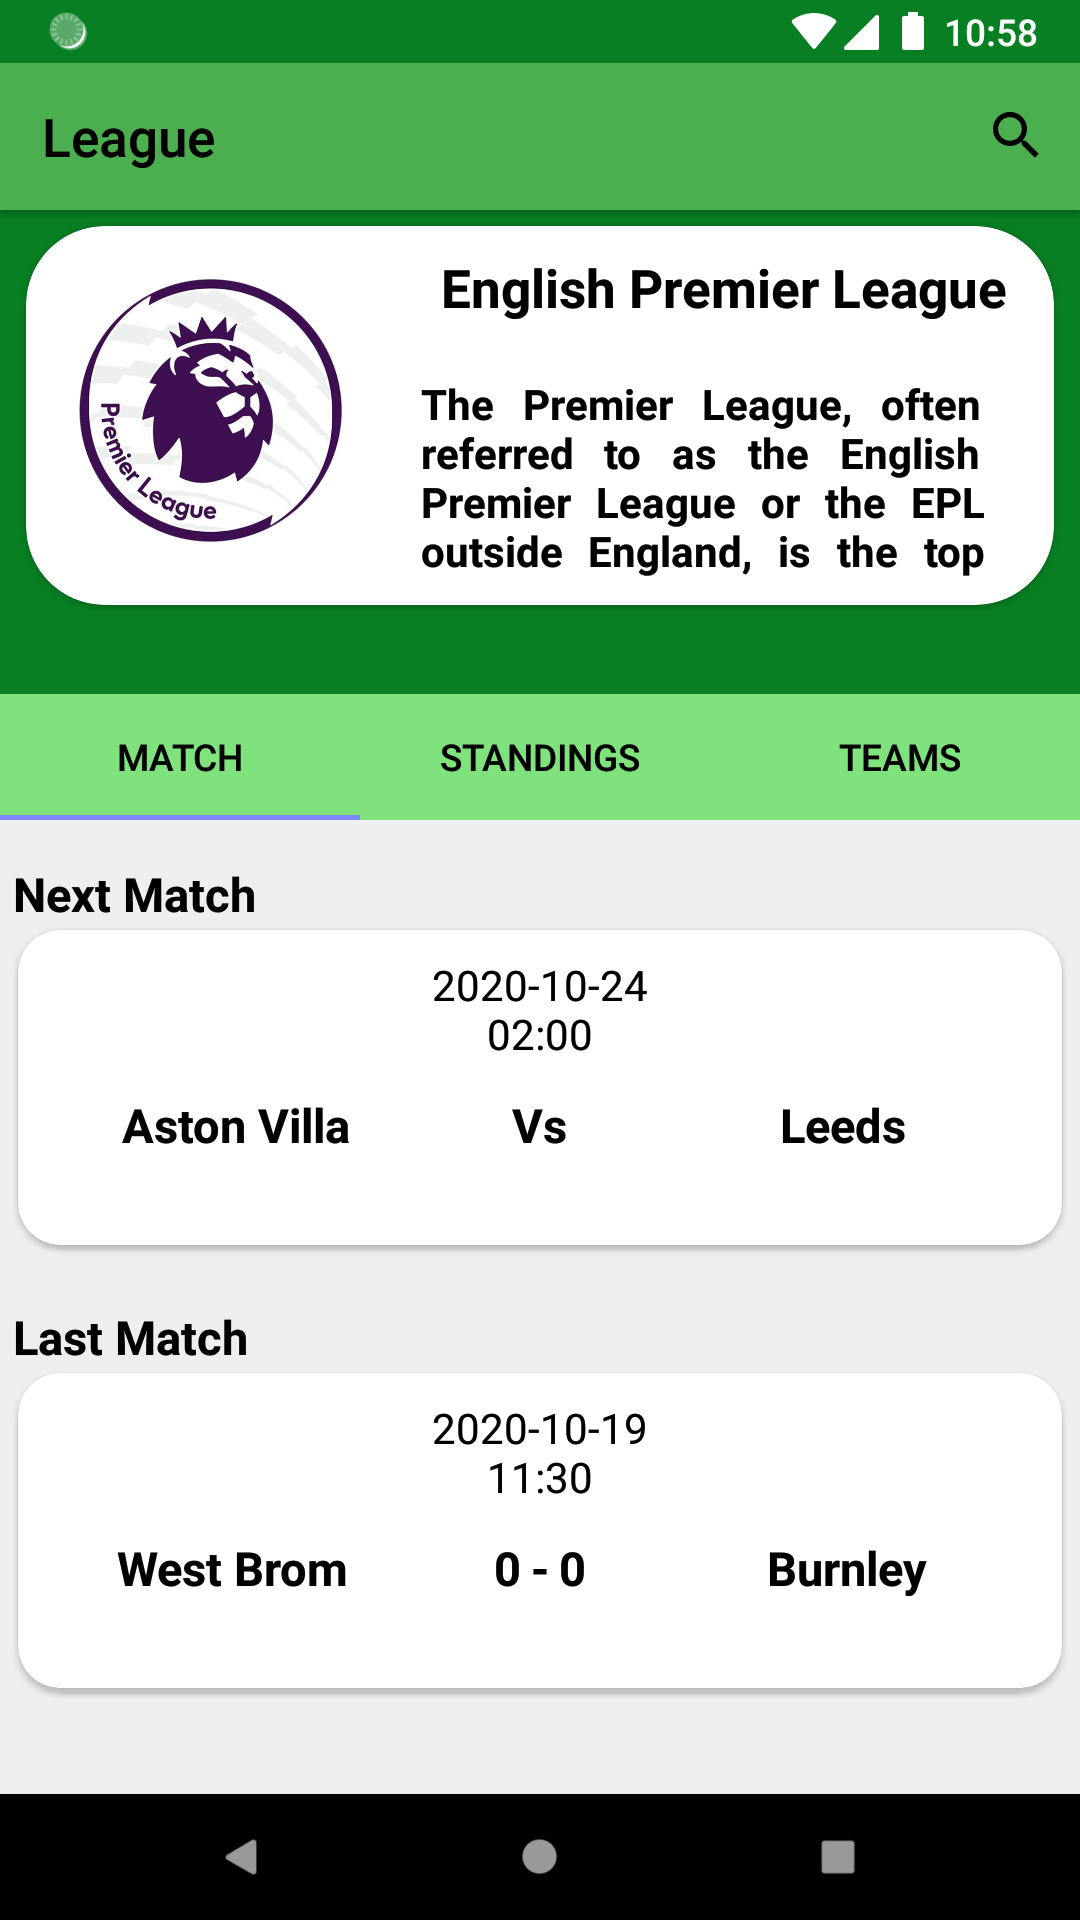 10:58
League
English Premier League
Premier League
The Premier League, often
referred to as the English
Premier League or the EPL
outside England, is the top
MATCH STANDINGS TEAMS
Next Match
2020-10-24
02:00
Aston Villa Vs Leeds
Last Match
2020-10-19
11:30
West Brom 0 - 0 Burnley